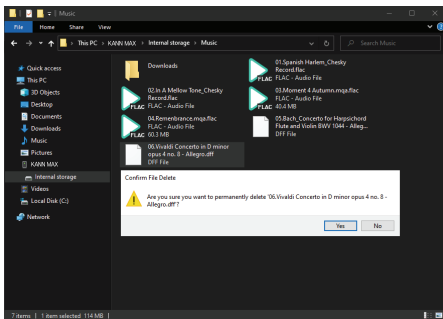 Music
File Home Share View
This PC > KANN MAX > Internal storage > Music
Search Music
Quick access
This PC
3D Objects
Desktop
Documents
Downloads
Music
Pictures
KANN MAX
Internal storage
Videos
Local Disk (C:)
Network
Downloads
01.Spanish Harlem_Chesky
Record.flac
FLAC - Audio File
FLAC
02.In A Mellow Tone_Chesky
Record.flac
FLAC - Audio File
FLAC
03.Moment 4 Autumn.mqa.flac
FLAC - Audio File
40.4 MB
FLAC
04.Remembrance.mqa.flac
FLAC - Audio File
60.3 MB
FLAC
05.Bach_Concerto for Harpsichord
Flute and Violin BWV 1044 - Alleg...
DFF File
06.Vivaldi Concerto in D minor
opus 4 no. 8 - Allegro.dff
DFF File
Confirm File Delete
Are you sure you want to permanently delete '06.Vivaldi Concerto in D minor opus 4 no. 8 -
Allegro.dff'?
Yes No
7 items 1 item selected 114 MB